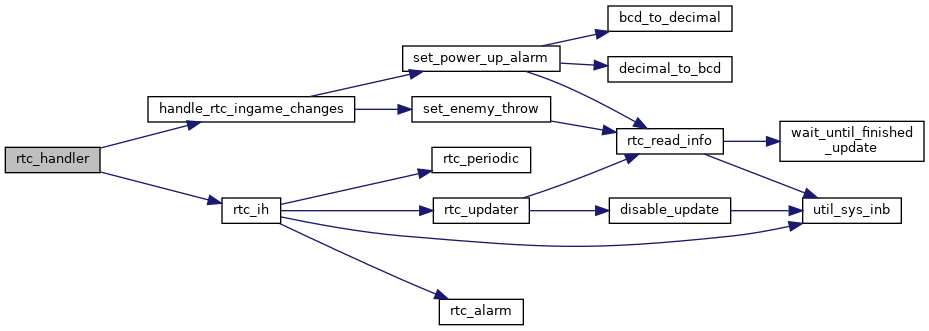 bcd_to_decimal
set_power_up_alarm
decimal_to_bcd
handle_rtc_ingame_changes
set_enemy_throw
rtc_handler
rtc_read_info
wait_until_finished
_update
rtc_periodic
rtc_ih
rtc_updater
disable_update
util_sys_inb
rtc_alarm